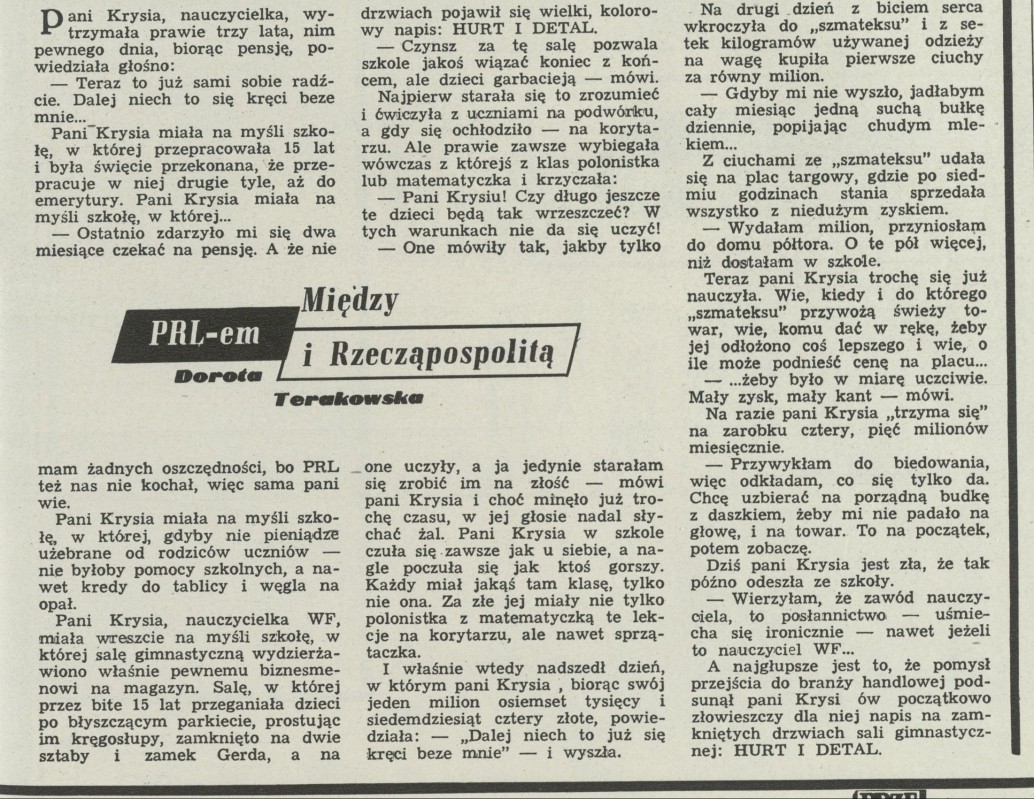 Pani Krysia, nauczycielka, wy-
trzymała prawie trzy lata, nim
pewnego dnia, biorąc pensję, po-
wiedziała głośno:
— Teraz to już sami sobie radź-
cie. Dalej niech to się kręci beze
mnie...
Pani Krysia miała na myśli szko-
łę, w której przepracowała 15 lat
i była święcie przekonana, że prze-
pracuje w niej drugie tyle, aż do
emerytury. Pani Krysia miała na
myśli szkołę, w której...
— Ostatnio zdarzyło mi się dwa
miesiące czekać na pensję. A że nie
mam żadnych oszczędności, bo PRL
też nas nie kochał, więc sama pani
wie.
Pani Krysia miała na myśli szko-
łę, w której, gdyby nie pieniądze
użebrane od rodziców uczniów —
nie byłoby pomocy szkolnych, a na-
wet kredy do tablicy i węgla na
opał.
Pani Krysia, nauczycielka WF,
miała wreszcie na myśli szkołę, w
której salę gimnastyczną wydzierża-
wiono właśnie pewnemu biznesme-
nowi na magazyn. Salę, w której
przez bite 15 lat przeganiała dzieci
po błyszczącym parkiecie, prostując
im kręgosłupy, zamknięto na dwie
sztaby i zamek Gerda, a na
drzwiach pojawił się wielki, koloro-
wy napis: HURT I DETAL.
— Czynsz za tę salę pozwala
szkole jakoś wiązać koniec z koń-
cem, ale dzieci garbacieją — mówi.
Najpierw starała się to zrozumieć
i ćwiczyła z uczniami na podwórku,
a gdy się ochłodziło — na koryta-
rzu. Ale prawie zawsze wybiegała
wówczas z którejś z klas polonistka
lub matematyczka i krzyczała:
— Pani Krysiu! Czy długo jeszcze
te dzieci będą tak wrzeszczeć? W
tych warunkach nie da się uczyć!
— One mówiły tak, jakby tylko
one uczyły, a ja jedynie starałam
się zrobić im na złość — mówi
pani Krysia i choć minęło już tro-
chę czasu, w jej głosie nadal sły-
chać żal. Pani Krysia w szkole
czuła się zawsze jak u siebie, a na-
gle poczuła się jak ktoś gorszy.
Każdy miał jakąś tam klasę, tylko
nie ona. Za złe jej miały nie tylko
polonistka z matematyczką te lek-
cje na korytarzu, ale nawet sprzą-
taczka.
I właśnie wtedy nadszedł dzień,
w którym pani Krysia , biorąc swój
jeden milion osiemset tysięcy i
siedemdziesiąt cztery złote, powie-
działa: — „Dalej niech to już się
kręci beze mnie” — i wyszła.
Na drugi dzień z biciem serca
wkroczyła do „szmateksu” i z se-
tek kilogramów używanej odzieży
na wagę kupiła pierwsze ciuchy
za równy milion.
— Gdyby mi nie wyszło, jadłabym
cały miesiąc jedną suchą bułkę
dziennie, popijając chudym mle-
kiem...
Z ciuchami ze „szmateksu” udała
się na plac targowy, gdzie po sied-
miu godzinach stania sprzedała
wszystko z niedużym zyskiem.
— Wydałam milion, przyniosłam
do domu półtora. O te pół więcej,
niż dostałam w szkole.
Teraz pani Krysia trochę się już
nauczyła. Wie, kiedy i do którego
„szmateksu” przywożą świeży to-
war, wie, komu dać w rękę, żeby
jej odłożono coś lepszego i wie, o
ile może podnieść cenę na placu...
— ...żeby było w miarę uczciwie.
Mały zysk, mały kant — mówi.
Na razie pani Krysia „trzyma się”
na zarobku cztery, pięć milionów
miesięcznie.
— Przywykłam do biedowania,
więc odkładam, co się tylko da.
Chcę uzbierać na porządną budkę
z daszkiem, żeby mi nie padało na
głowę, i na towar. To na początek,
potem zobaczę.
Dziś pani Krysia jest zła, że tak
późno odeszła ze szkoły.
— Wierzyłam, że zawód nauczy-
ciela, to posłannictwo — uśmie-
cha się ironicznie — nawet jeżeli
to nauczyciel WF...
A najgłupsze jest to, że pomysł
przejścia do branży handlowej pod-
sunął pani Krysi ów początkowo
złowieszczy dla niej napis na zam-
kniętych drzwiach sali gimnastycz-
nej: HURT I DETAL.
Między
PRL-em
i Rzecząpospolitą
Dorota
Terakowska